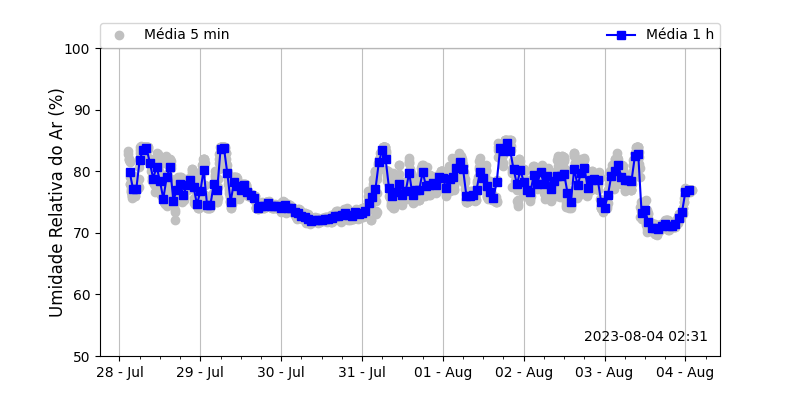 Média 5 min
Média 1 h
100
90
80
70
60
50
Umidade Relativa do Ar (%)
2023-08-04 02:31
28 - Jul
29 - Jul
30 - Jul
31 - Jul
01 - Aug
02 - Aug
03 - Aug
04 - Aug